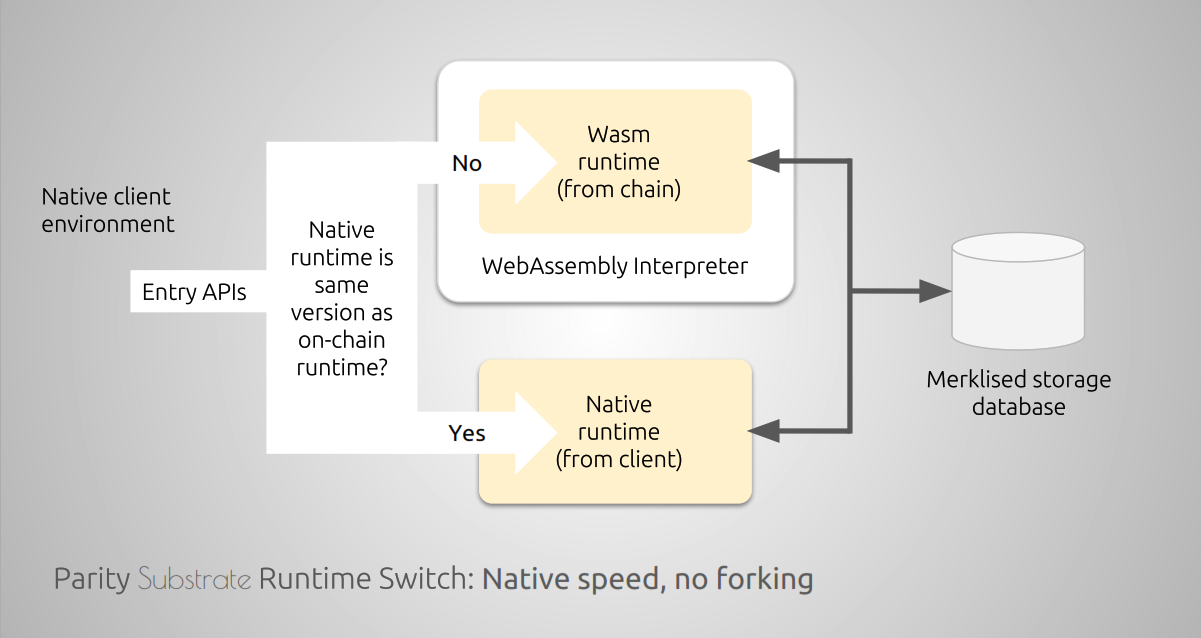 Wasm
runtime
(from chain)
No
WebAssembly Interpreter
Native client
environment
Entry APIs
Native
runtime is
same
version as
on-chain
runtime?
Yes
Native
runtime
(from client)
Merklised storage
database
Parity Substrate Runtime Switch: Native speed, no forking